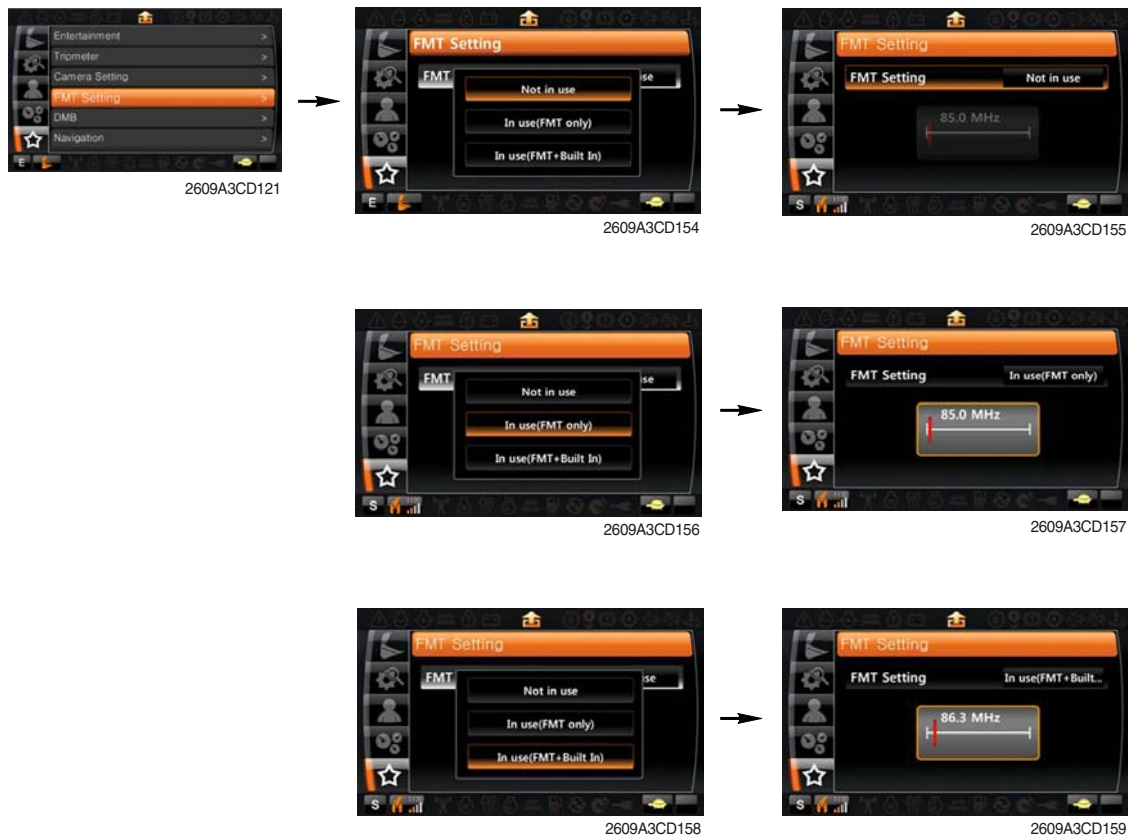 Entertainment >
Tripmeter >
Camera Setting >
FMT Setting >
DMB >
Navigation >
E
2609A3CD121
FMT Setting
FMT use
Not in use
In use(FMT only)
In use(FMT+Built In)
E
2609A3CD154
FMT Setting
FMT Setting Not in use
85.0 MHz
S
2609A3CD155
FMT Setting
FMT use
Not in use
In use(FMT only)
In use(FMT+Built In)
S
2609A3CD156
FMT Setting
FMT Setting In use(FMT only)
85.0 MHz
S
2609A3CD157
FMT Setting
FMT use
Not in use
In use(FMT only)
In use(FMT+Built In)
S
2609A3CD158
FMT Setting
FMT Setting In use(FMT+Built...
86.3 MHz
S
2609A3CD159